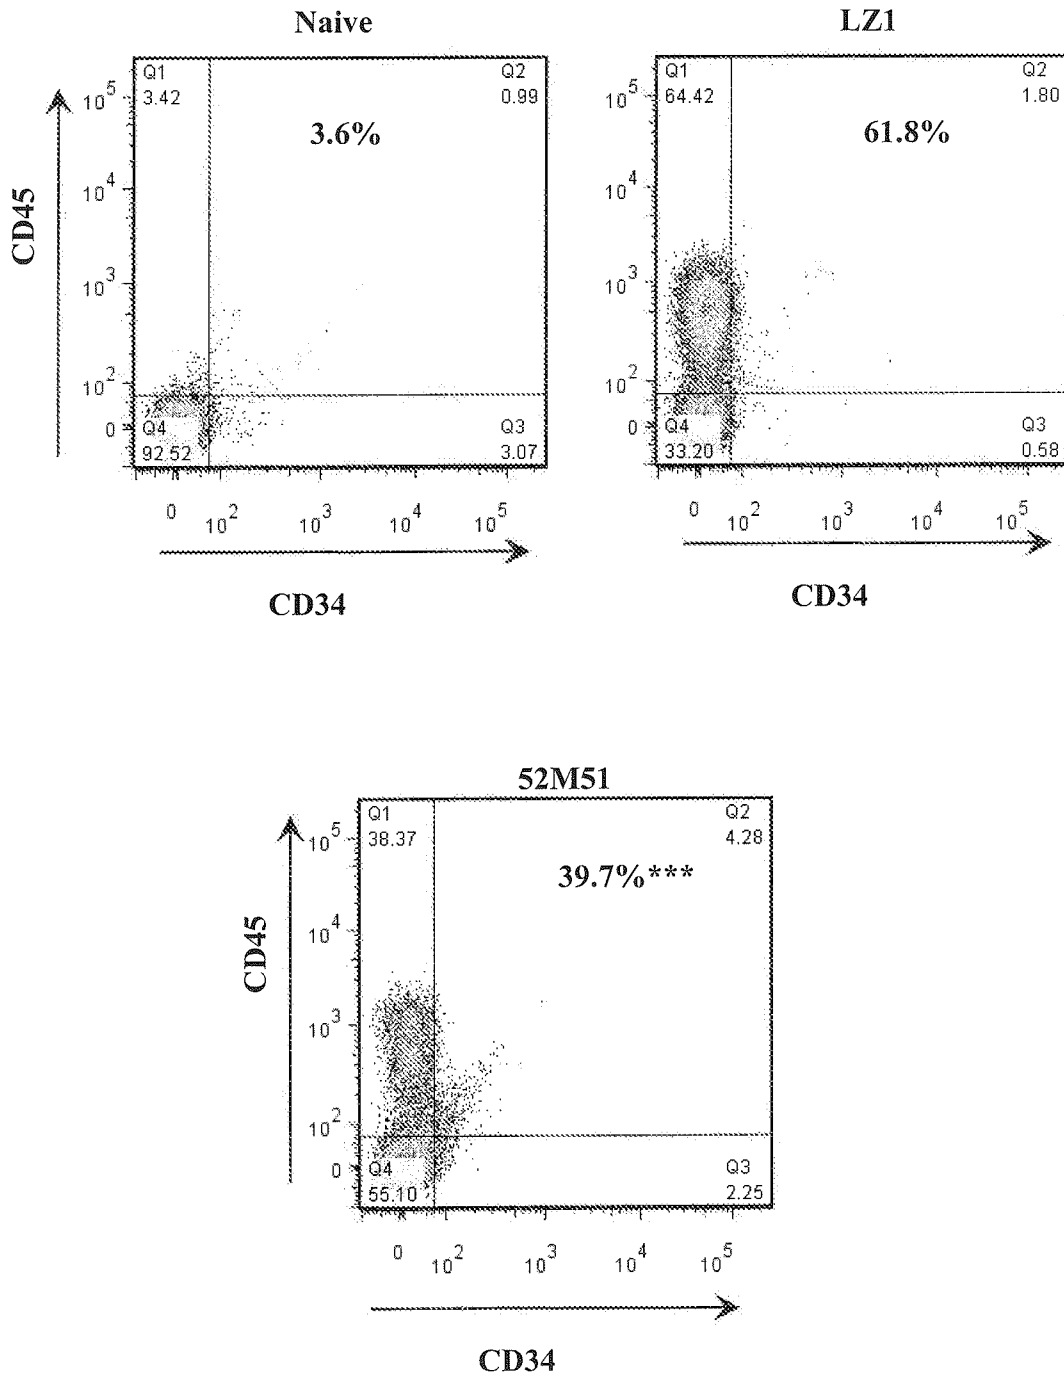 Naive
CD45
Q1
3.42
Q2
0.99
3.6%
10^5
10^4
10^3
10^2
0
Q4
92.52
Q3
3.07
0 10^2 10^3 10^4 10^5
CD34
LZ1
Q1
64.42
Q2
1.80
61.8%
10^5
10^4
10^3
10^2
0
Q4
33.20
Q3
0.58
0 10^2 10^3 10^4 10^5
CD34
52M51
CD45
Q1
38.37
Q2
4.28
39.7%***
10^5
10^4
10^3
10^2
0
Q4
55.10
Q3
2.25
0 10^2 10^3 10^4 10^5
CD34